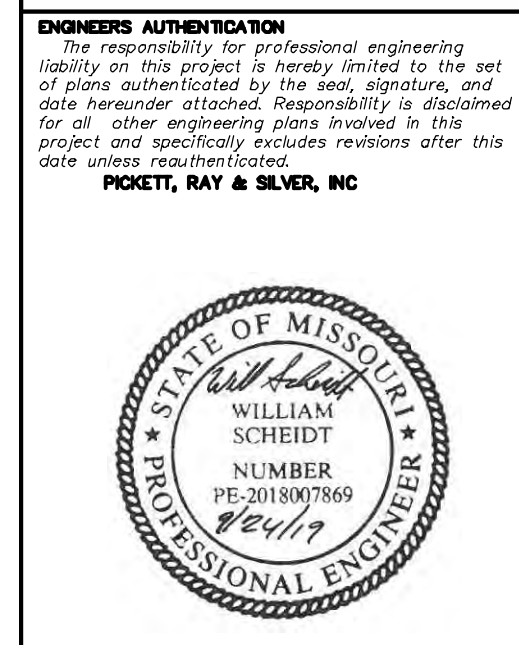 ENGINEERS AUTHENTICATION
The responsibility for professional engineering
liability on this project is hereby limited to the set
of plans authenticated by the seal, signature, and
date hereunder attached. Responsibility is disclaimed
for all other engineering plans involved in this
project and specifically excludes revisions after this
date unless reauthenticated.
PICKETT, RAY & SILVER, INC
STATE OF MISSOURI
Will Scheidt
WILLIAM
SCHEIDT
NUMBER
PE-2018007869
9/24/19
PROFESSIONAL ENGINEER